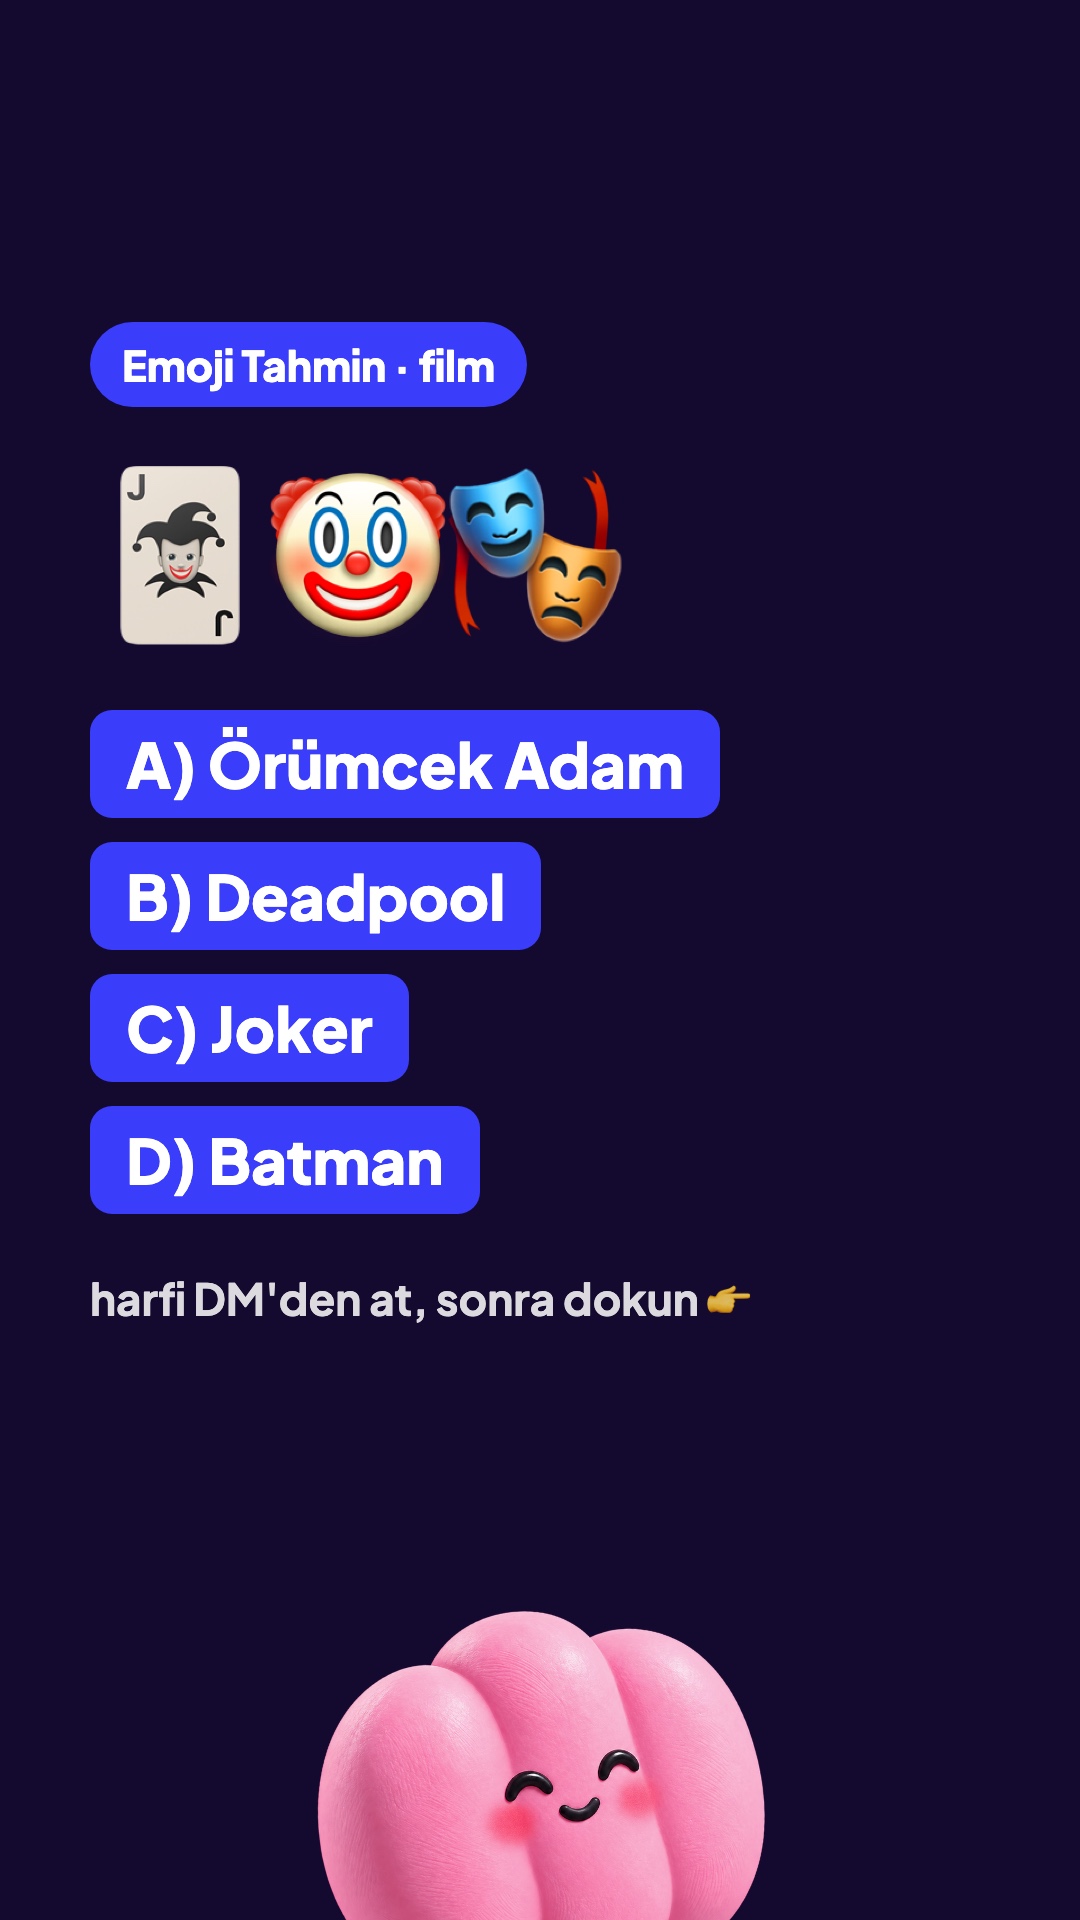 Emoji Tahmin · film
J
J
A) Örümcek Adam
B) Deadpool
C) Joker
D) Batman
harfi DM'den at, sonra dokun 👉